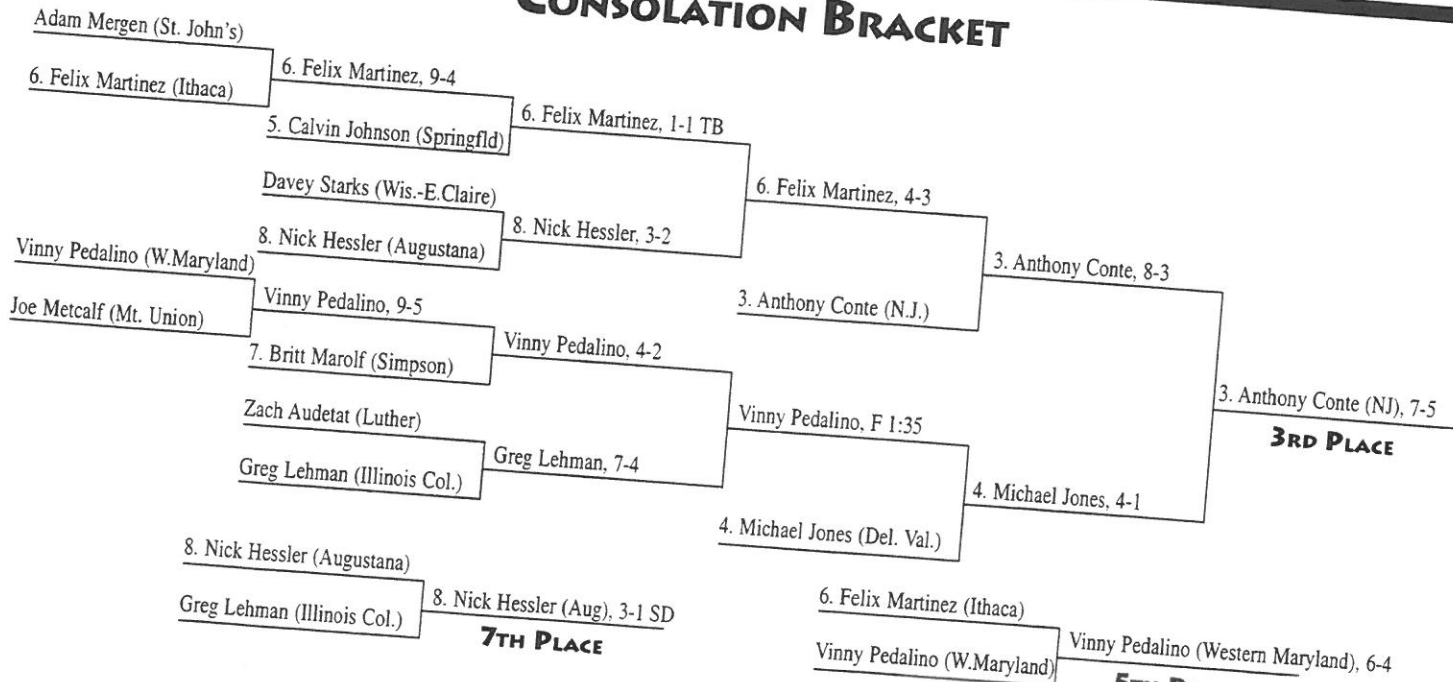 CONSOLATION BRACKET
Adam Mergen (St. John's)
6. Felix Martinez (Ithaca)
6. Felix Martinez, 9-4
5. Calvin Johnson (Springfld)
6. Felix Martinez, 1-1 TB
Davey Starks (Wis.-E.Claire)
8. Nick Hessler (Augustana)
8. Nick Hessler, 3-2
6. Felix Martinez, 4-3
3. Anthony Conte (N.J.)
3. Anthony Conte, 8-3
Vinny Pedalino (W.Maryland)
Joe Metcalf (Mt. Union)
Vinny Pedalino, 9-5
7. Britt Marolf (Simpson)
Vinny Pedalino, 4-2
Zach Audetat (Luther)
Greg Lehman (Illinois Col.)
Greg Lehman, 7-4
Vinny Pedalino, F 1:35
4. Michael Jones (Del. Val.)
4. Michael Jones, 4-1
3. Anthony Conte (NJ), 7-5
3RD PLACE
8. Nick Hessler (Augustana)
Greg Lehman (Illinois Col.)
8. Nick Hessler (Aug), 3-1 SD
7TH PLACE
6. Felix Martinez (Ithaca)
Vinny Pedalino (W.Maryland)
Vinny Pedalino (Western Maryland), 6-4